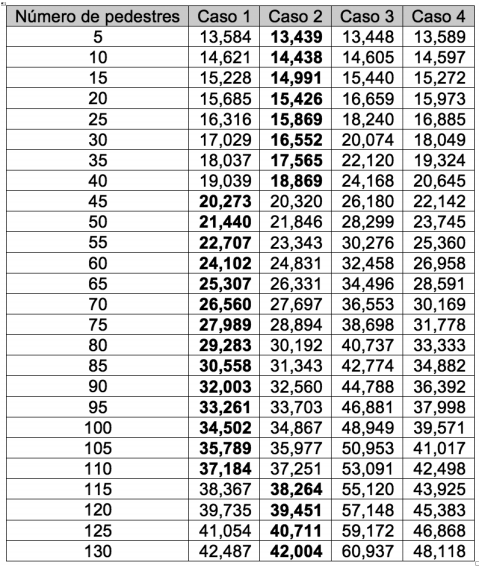 Número de pedestres Caso 1 Caso 2 Caso 3 Caso 4
5 13,584 13,439 13,448 13,589
10 14,621 14,438 14,605 14,597
15 15,228 14,991 15,440 15,272
20 15,685 15,426 16,659 15,973
25 16,316 15,869 18,240 16,885
30 17,029 16,552 20,074 18,049
35 18,037 17,565 22,120 19,324
40 19,039 18,869 24,168 20,645
45 20,273 20,320 26,180 22,142
50 21,440 21,846 28,299 23,745
55 22,707 23,343 30,276 25,360
60 24,102 24,831 32,458 26,958
65 25,307 26,331 34,496 28,591
70 26,560 27,697 36,553 30,169
75 27,989 28,894 38,698 31,778
80 29,283 30,192 40,737 33,333
85 30,558 31,343 42,774 34,882
90 32,003 32,560 44,788 36,392
95 33,261 33,703 46,881 37,998
100 34,502 34,867 48,949 39,571
105 35,789 35,977 50,953 41,017
110 37,184 37,251 53,091 42,498
115 38,367 38,264 55,120 43,925
120 39,735 39,451 57,148 45,383
125 41,054 40,711 59,172 46,868
130 42,487 42,004 60,937 48,118